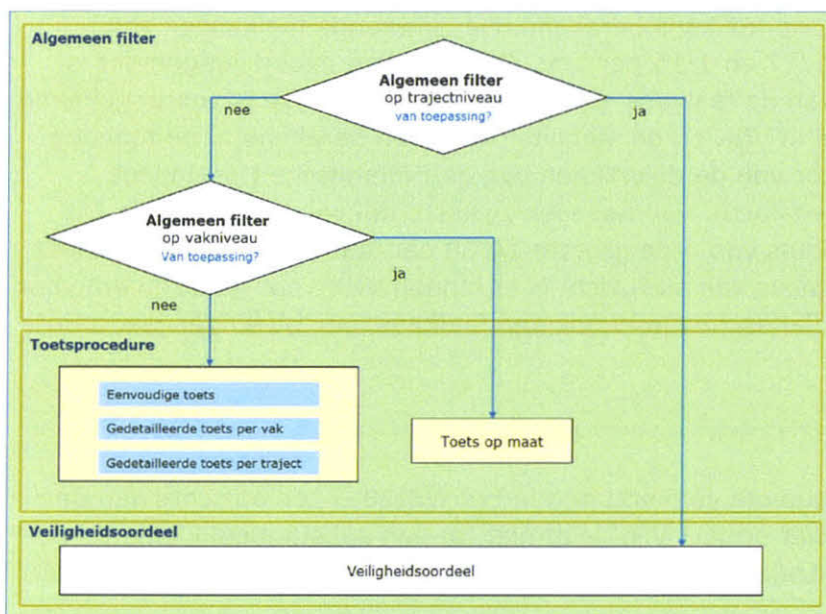 Algemeen filter
Algemeen filter
op trajectniveau
van toepassing?
nee
ja
Algemeen filter
op vakniveau
Van toepassing?
ja
nee
Toetsprocedure
Eenvoudige toets
Gedetailleerde toets per vak
Gedetailleerde toets per traject
Toets op maat
Veiligheidsoordeel
Veiligheidsoordeel